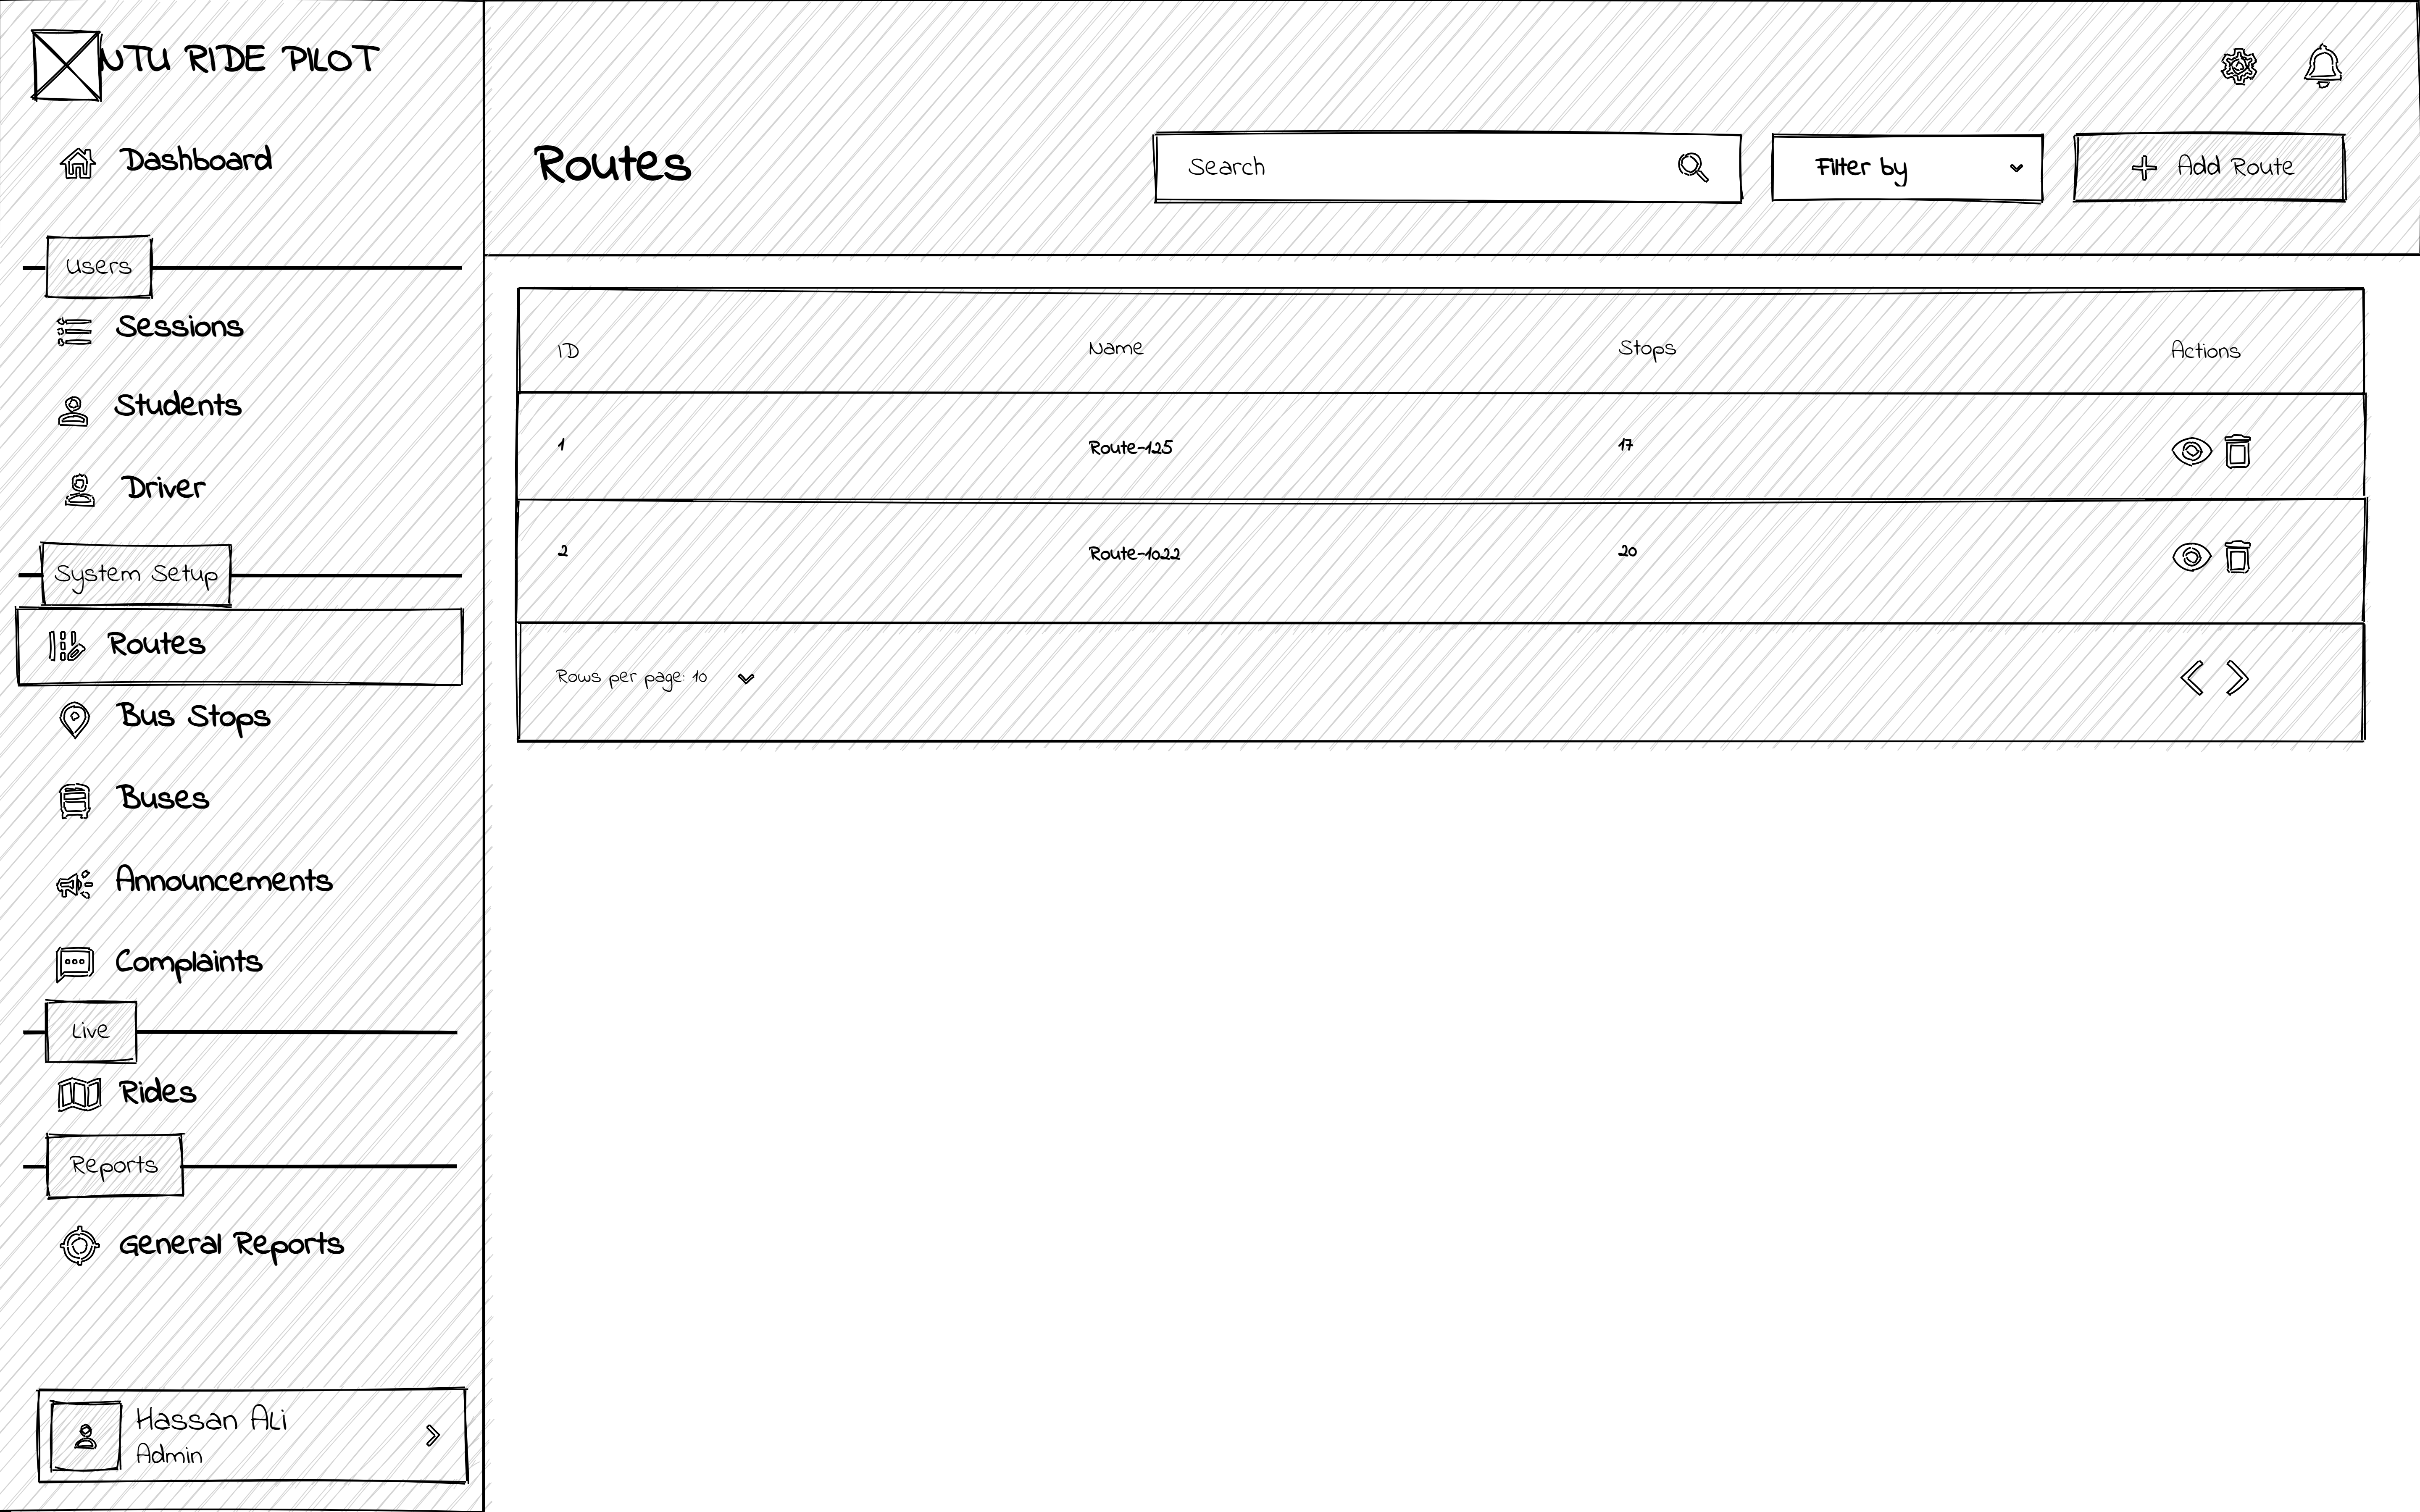 NTU RIDE PILOT
Dashboard
Users
Sessions
Students
Driver
System Setup
Routes
Bus Stops
Buses
Announcements
Complaints
Live
Rides
Reports
General Reports
Hassan Ali
Admin
Routes
Search
Filter by
Add Route
ID Name Stops Actions
1 Route-125 17
2 Route-1022 20
Rows per page: 10